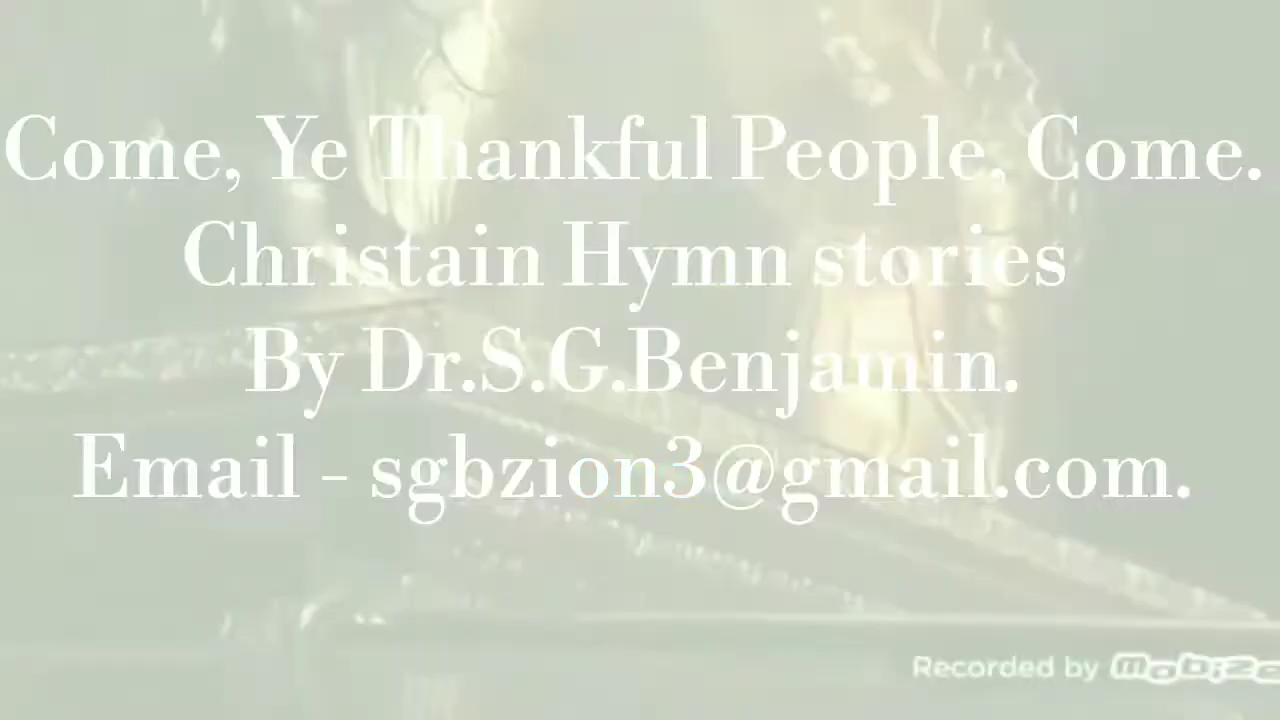 Come, Ye Thankful People, Come.
Christain Hymn stories
By Dr.S.G.Benjamin.
Email - sgbzion3@gmail.com.
Recorded by